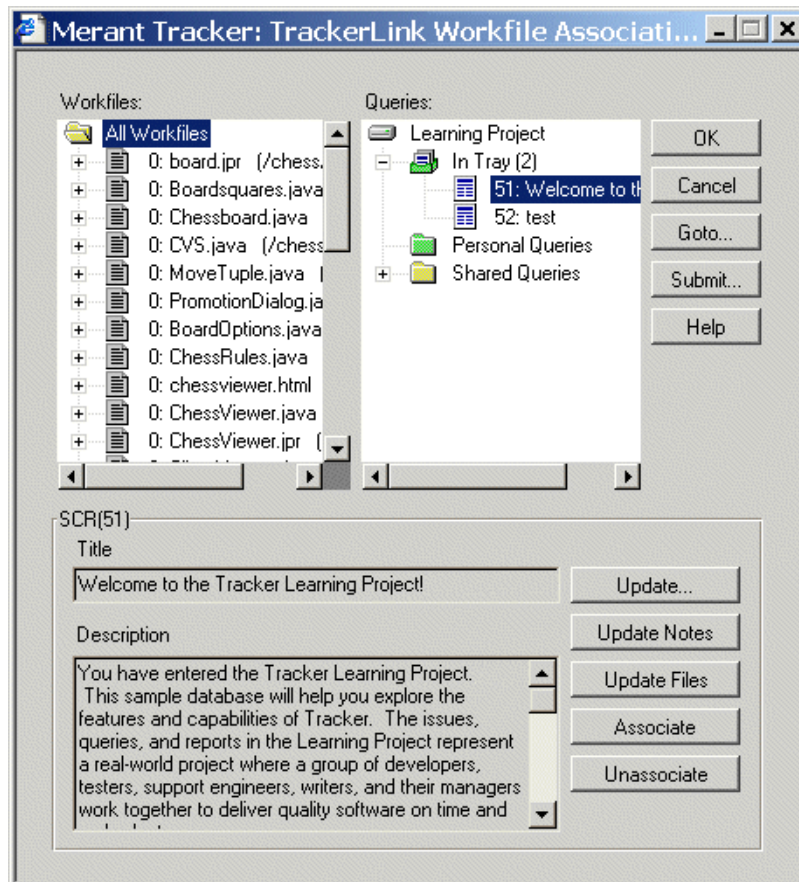 Merant Tracker: TrackerLink Workfile Associati...
Workfiles:
All Workfiles
0: board.jpr (/chess.
0: Boardsquares.java
0: Chessboard.java
0: CVS.java (/chess
0: MoveTuple.java (
0: PromotionDialog.ja
0: BoardOptions.java
0: ChessRules.java
0: chessviewer.html
0: ChessViewer.java
0: ChessViewer.jpr (
Queries:
Learning Project
In Tray (2)
51: Welcome to th
52: test
Personal Queries
Shared Queries
OK
Cancel
Goto...
Submit...
Help
SCR(51)
Title
Welcome to the Tracker Learning Project!
Description
You have entered the Tracker Learning Project.
This sample database will help you explore the
features and capabilities of Tracker. The issues,
queries, and reports in the Learning Project represent
a real-world project where a group of developers,
testers, support engineers, writers, and their managers
work together to deliver quality software on time and
Update...
Update Notes
Update Files
Associate
Unassociate